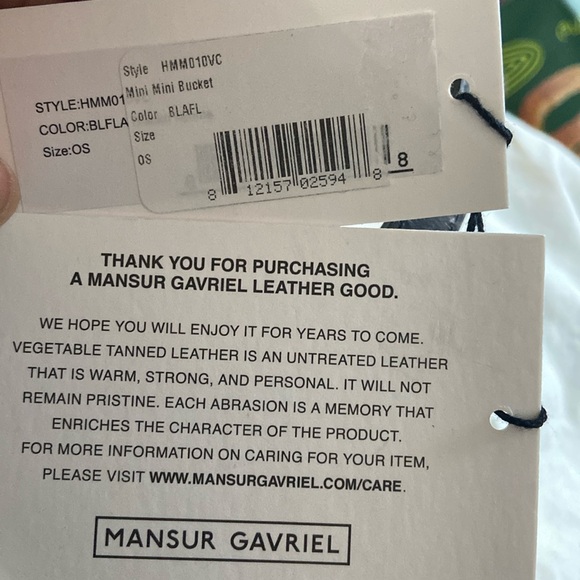 STYLE:HMM01
COLOR:BLFLA
Size:OS
Style HMM010VC
Mini Mini Bucket
Color BLAFL
Size
OS
8 12157 02594 8
8
THANK YOU FOR PURCHASING
A MANSUR GAVRIEL LEATHER GOOD.
WE HOPE YOU WILL ENJOY IT FOR YEARS TO COME.
VEGETABLE TANNED LEATHER IS AN UNTREATED LEATHER
THAT IS WARM, STRONG, AND PERSONAL. IT WILL NOT
REMAIN PRISTINE. EACH ABRASION IS A MEMORY THAT
ENRICHES THE CHARACTER OF THE PRODUCT.
FOR MORE INFORMATION ON CARING FOR YOUR ITEM,
PLEASE VISIT WWW.MANSURGAVRIEL.COM/CARE.
MANSUR GAVRIEL